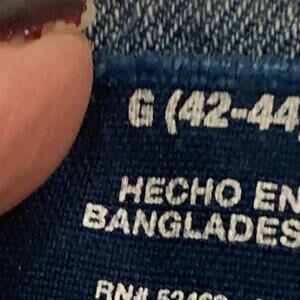 G (42-44
HECHO EN
BANGLADES
RN#